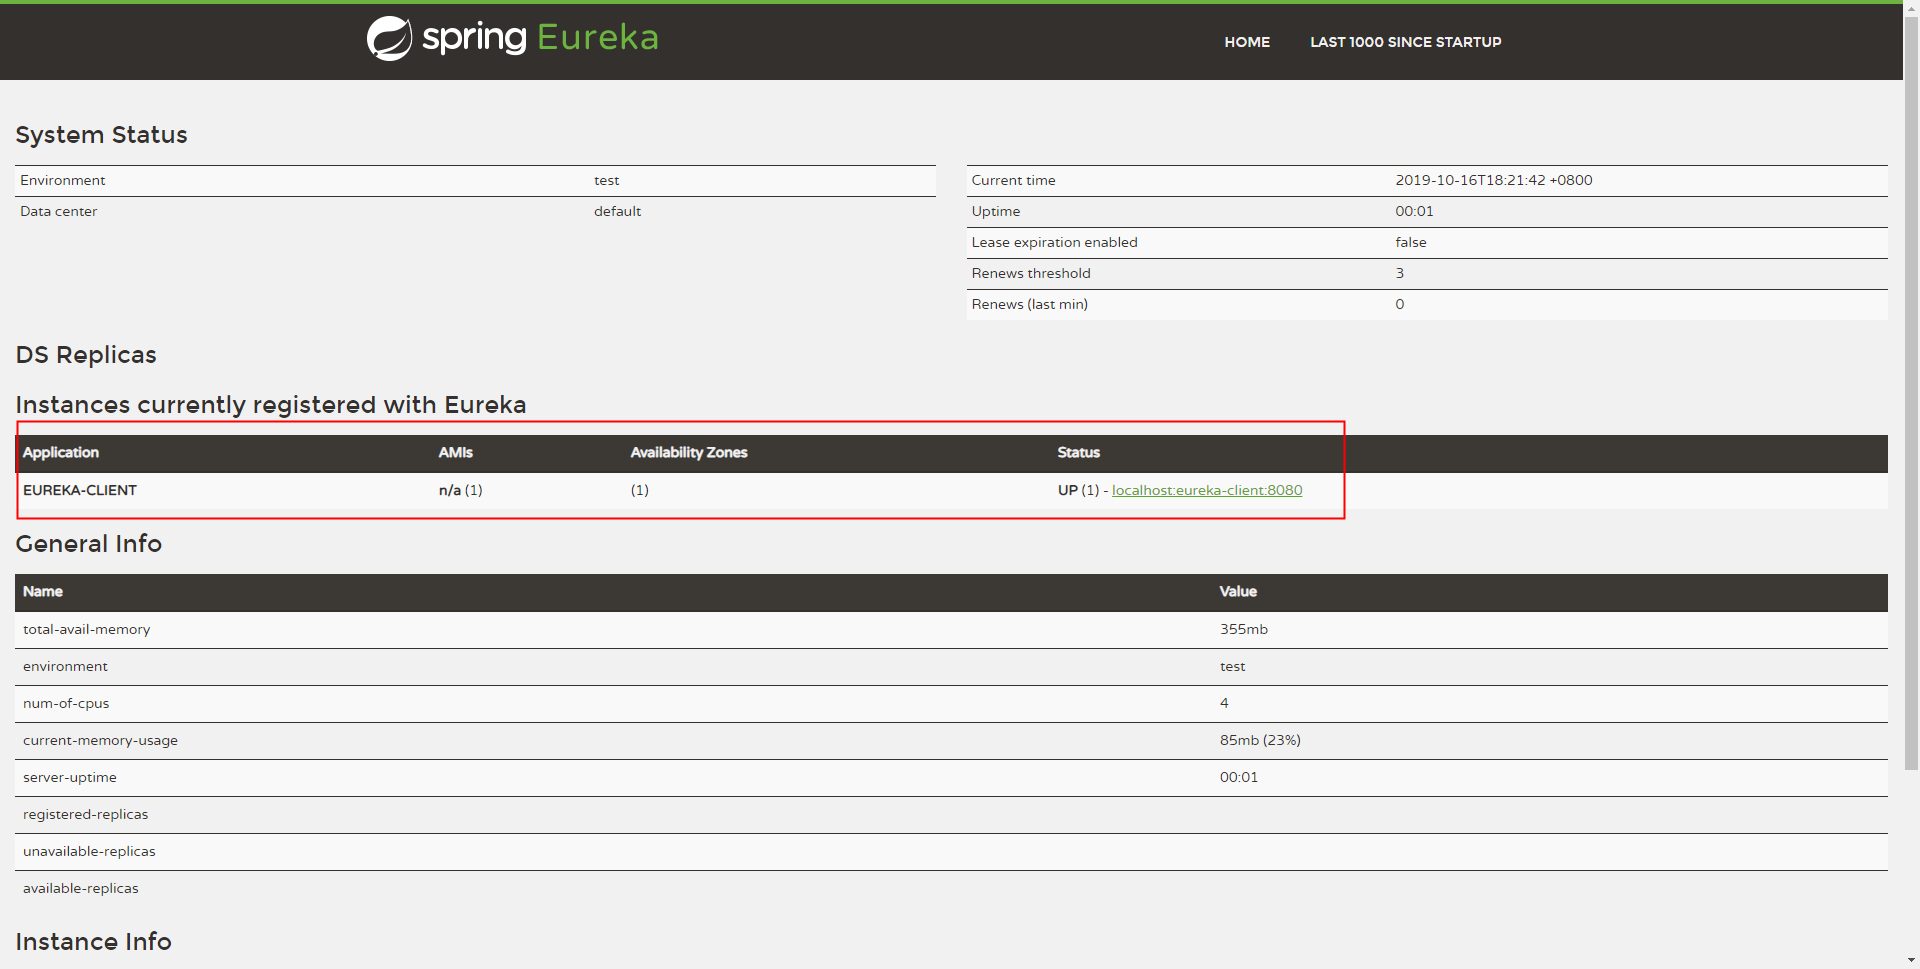 spring Eureka
HOME LAST 1000 SINCE STARTUP
System Status
Environment test
Data center default
Current time 2019-10-16T18:21:42 +0800
Uptime 00:01
Lease expiration enabled false
Renews threshold 3
Renews (last min) 0
DS Replicas
Instances currently registered with Eureka
Application AMIs Availability Zones Status
EUREKA-CLIENT n/a (1) (1) UP (1) - localhost:eureka-client:8080
General Info
Name Value
total-avail-memory 355mb
environment test
num-of-cpus 4
current-memory-usage 85mb (23%)
server-uptime 00:01
registered-replicas
unavailable-replicas
available-replicas
Instance Info